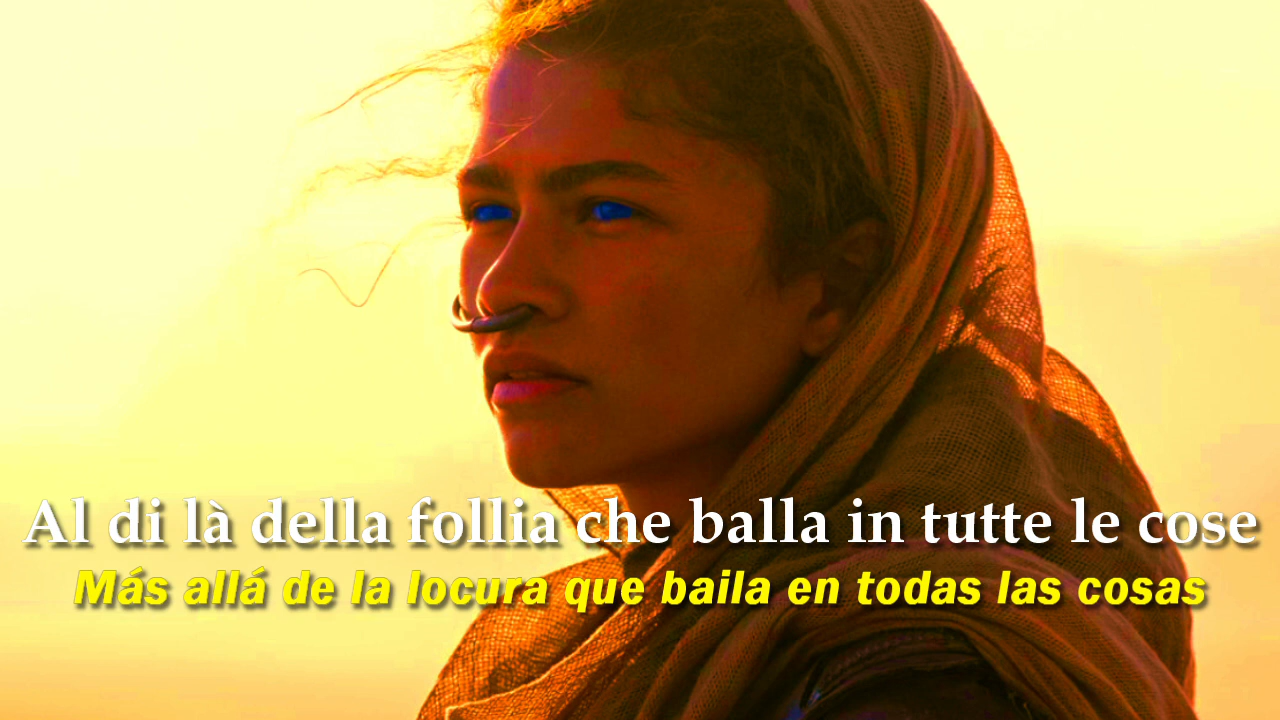 Al di là della follia che balla in tutte le cose
Más allá de la locura que baila en todas las cosas